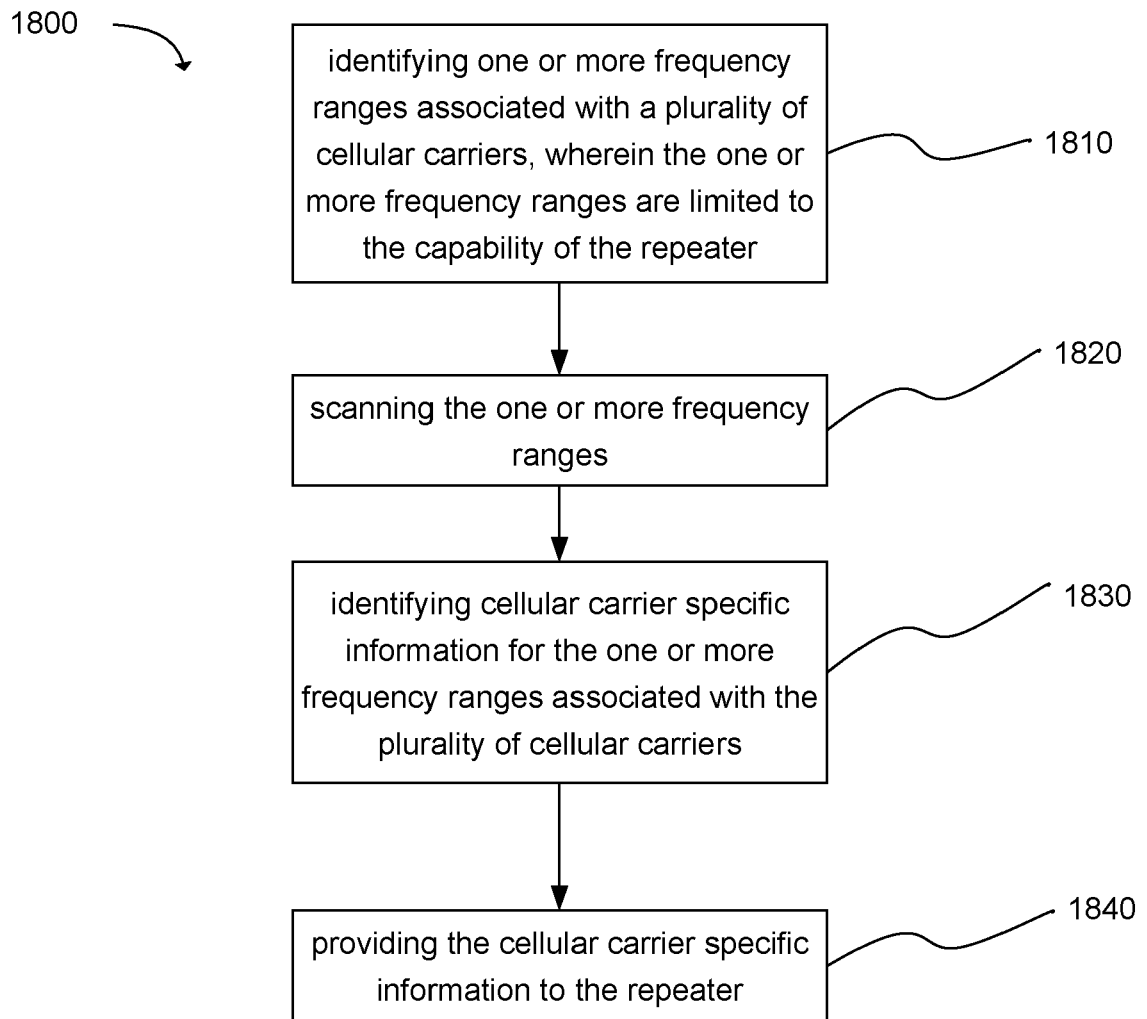 1800
identifying one or more frequency
ranges associated with a plurality of
cellular carriers, wherein the one or
more frequency ranges are limited to
the capability of the repeater
1810
scanning the one or more frequency
ranges
1820
identifying cellular carrier specific
information for the one or more
frequency ranges associated with the
plurality of cellular carriers
1830
providing the cellular carrier specific
information to the repeater
1840